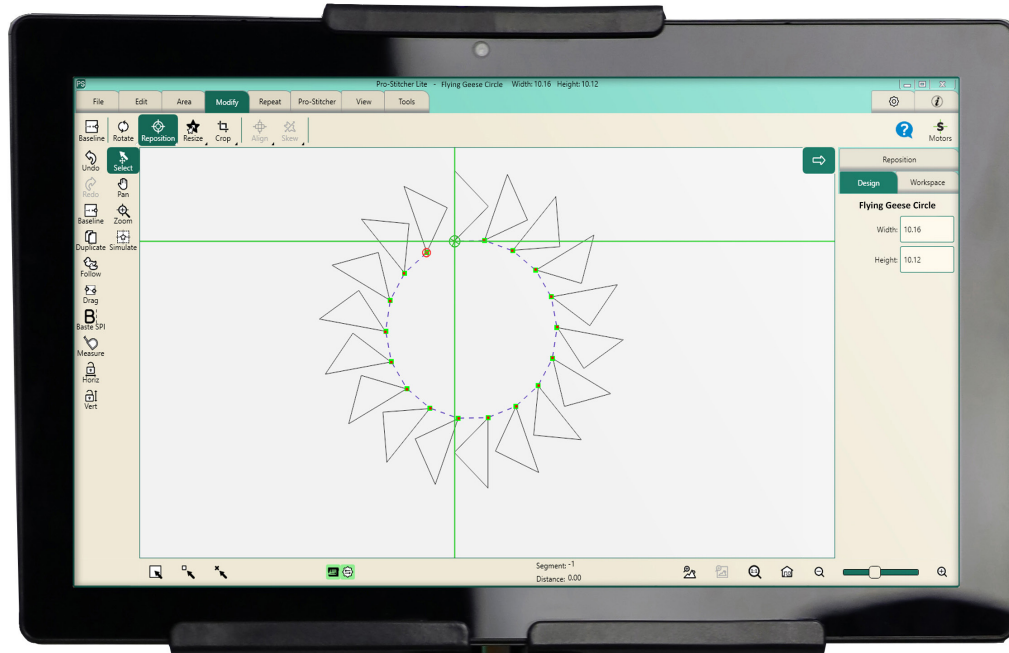 PS
Pro-Stitcher Lite - Flying Geese Circle Width: 10.16 Height: 10.12
File Edit Area Modify Repeat Pro-Stitcher View Tools
Baseline Rotate Reposition Resize Crop Align Skew
S
Motors
Undo Select
Redo Pan
Baseline Zoom
Duplicate Simulate
Follow
Drag
B
Baste SPI
Measure
Horiz
Vert
Reposition
Design Workspace
Flying Geese Circle
Width: 10.16
Height: 10.12
Segment: -1
Distance: 0.00
1:1